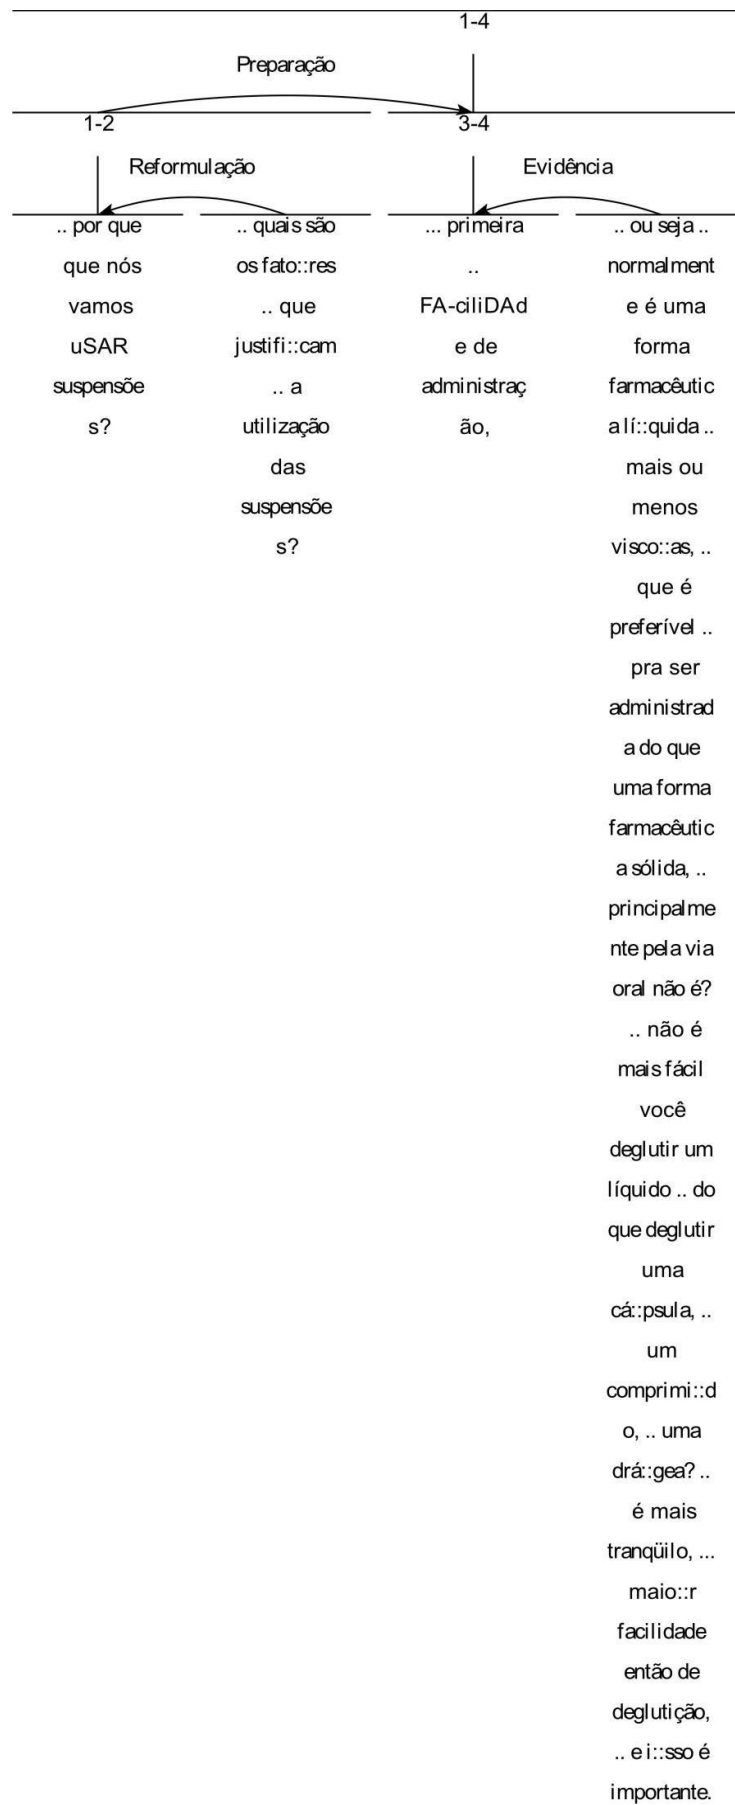 1-4
Preparação
1-2
3-4
Reformulação
Evidência
.. por que
que nós
vamos
uSAR
suspensõe
s?
.. quais são
os fato::res
.. que
justifi::cam
.. a
utilização
das
suspensõe
s?
... primeira
..
FA-ciliDAd
e de
administraç
ão,
.. ou seja ..
normalment
e é uma
forma
farmacêutic
a lí::quida ..
mais ou
menos
visco::as, ..
que é
preferível ..
pra ser
administrad
a do que
uma forma
farmacêutic
a sólida, ..
principalme
nte pela via
oral não é?
.. não é
mais fácil
você
deglutir um
líquido .. do
que deglutir
uma
cá::psula, ..
um
comprimi::d
o, .. uma
drá::gea? ..
é mais
tranqüilo, ...
maio::r
facilidade
então de
deglutição,
.. e i::sso é
importante.